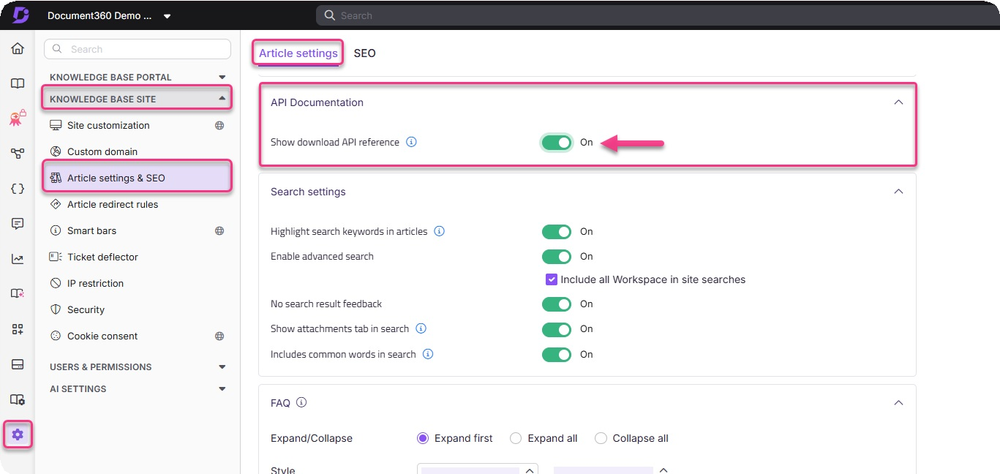 Document360 Demo ...
Search
Search
KNOWLEDGE BASE PORTAL
KNOWLEDGE BASE SITE
Site customization
Custom domain
Article settings & SEO
Article redirect rules
Smart bars
Ticket deflector
IP restriction
Security
Cookie consent
USERS & PERMISSIONS
AI SETTINGS
Article settings SEO
API Documentation
Show download API reference On
Search settings
Highlight search keywords in articles On
Enable advanced search On
Include all Workspace in site searches
No search result feedback On
Show attachments tab in search On
Includes common words in search On
FAQ
Expand/Collapse Expand first Expand all Collapse all
Style